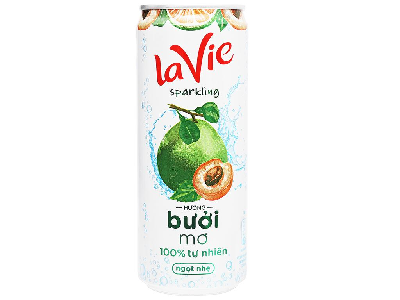 laVie
sparkling
HƯƠNG
bưởi
mơ
100% tự nhiên
ngọt nhẹ